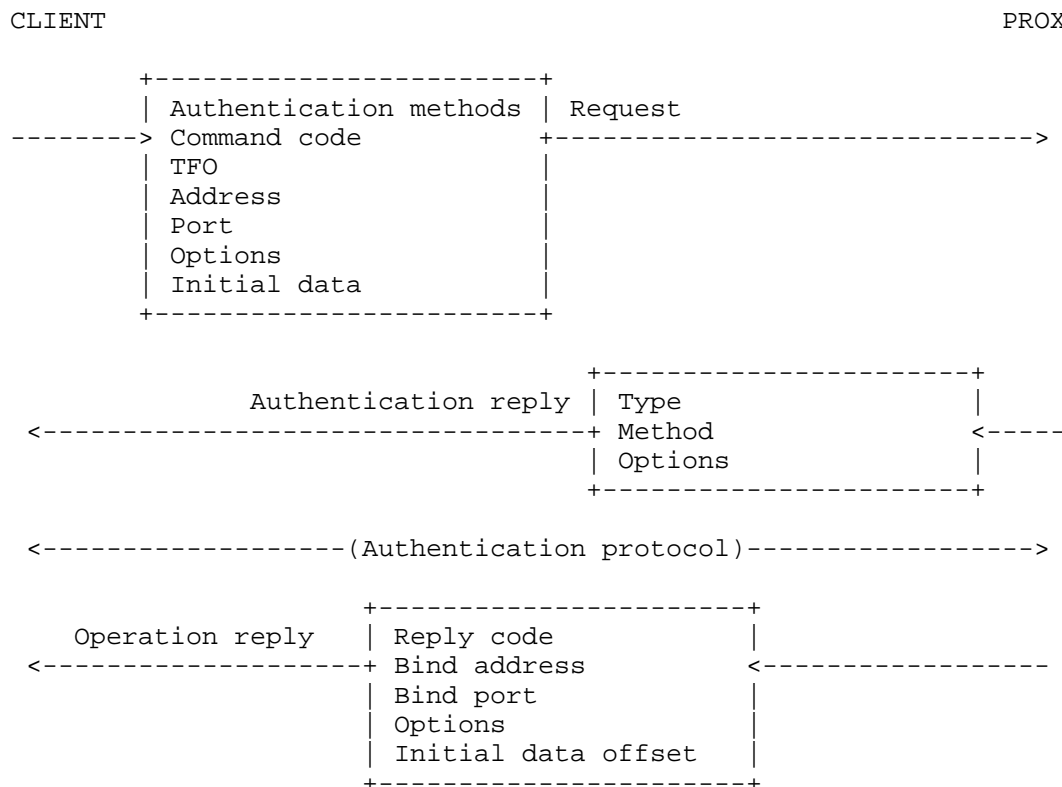 CLIENT PROX
+------------------------+
| Authentication methods | Request
--------> Command code +------------------------------>
| TFO |
| Address |
| Port |
| Options |
| Initial data |
+------------------------+
+-----------------------+
Authentication reply | Type |
<----------------------------------+ Method <-----
| Options |
+-----------------------+
<-------------------(Authentication protocol)------------------>
+-----------------------+
Operation reply | Reply code |
<--------------------+ Bind address <------------------
| Bind port |
| Options |
| Initial data offset |
+-----------------------+